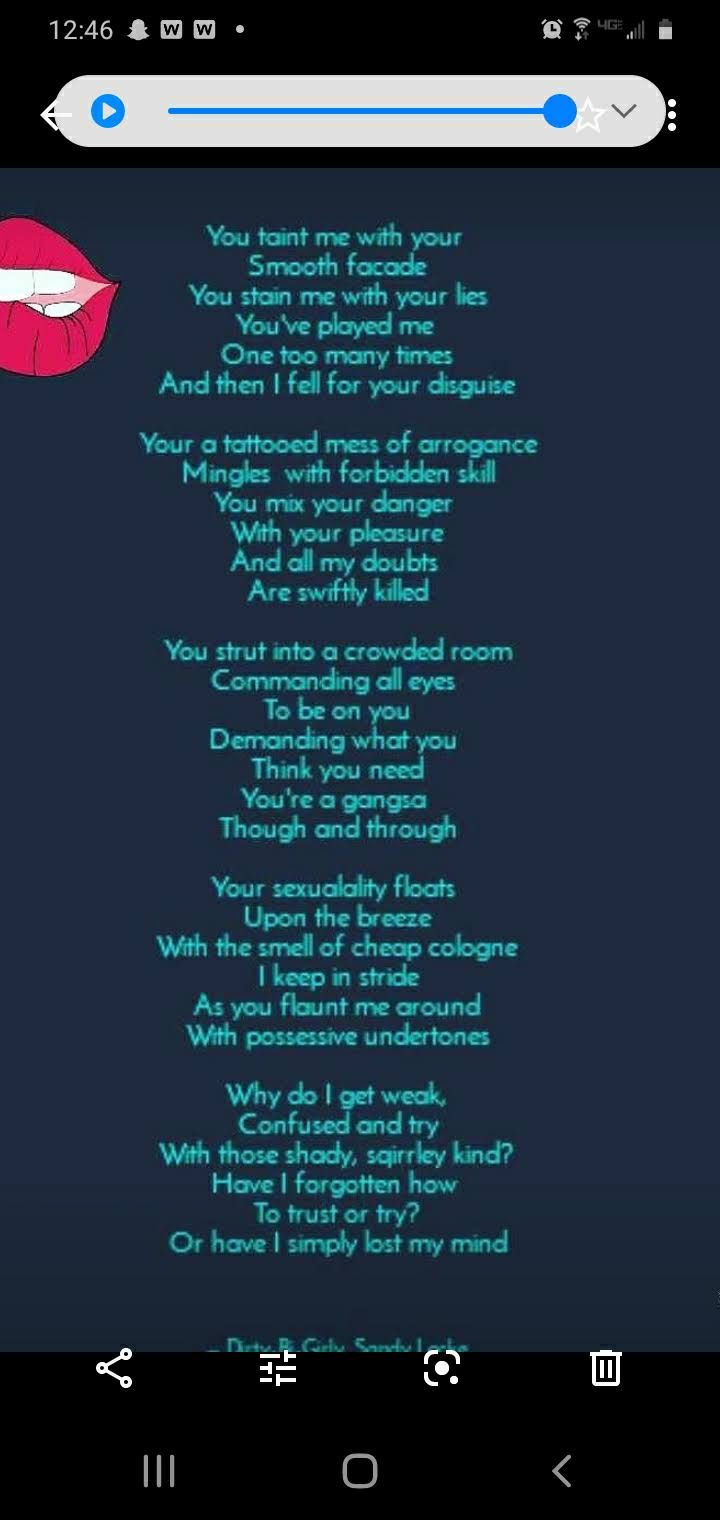 12:46 W W
4GE
You taint me with your
Smooth facade
You stain me with your lies
You've played me
One too many times
And then I fell for your disguise
Your a tattooed mess of arrogance
Mingles with forbidden skill
You mix your danger
With your pleasure
And all my doubts
Are swiftly killed
You strut into a crowded room
Commanding all eyes
To be on you
Demanding what you
Think you need
You're a gangsa
Though and through
Your sexualality floats
Upon the breeze
With the smell of cheap cologne
I keep in stride
As you flaunt me around
With possessive undertones
Why do I get weak,
Confused and try
With those shady, sqirrley kind?
Have I forgotten how
To trust or try?
Or have I simply lost my mind
– Dirty Bi-Girly, Sandy